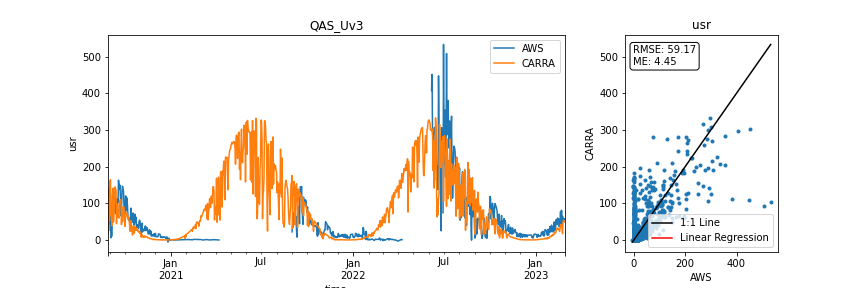 QAS_Uv3
usr
AWS
CARRA
usr
500
400
300
200
100
0
Jan
2021
Jul
Jan
2022
Jul
Jan
2023
time
RMSE: 59.17
ME: 4.45
CARRA
500
400
300
200
100
0
1:1 Line
Linear Regression
0
200
400
AWS